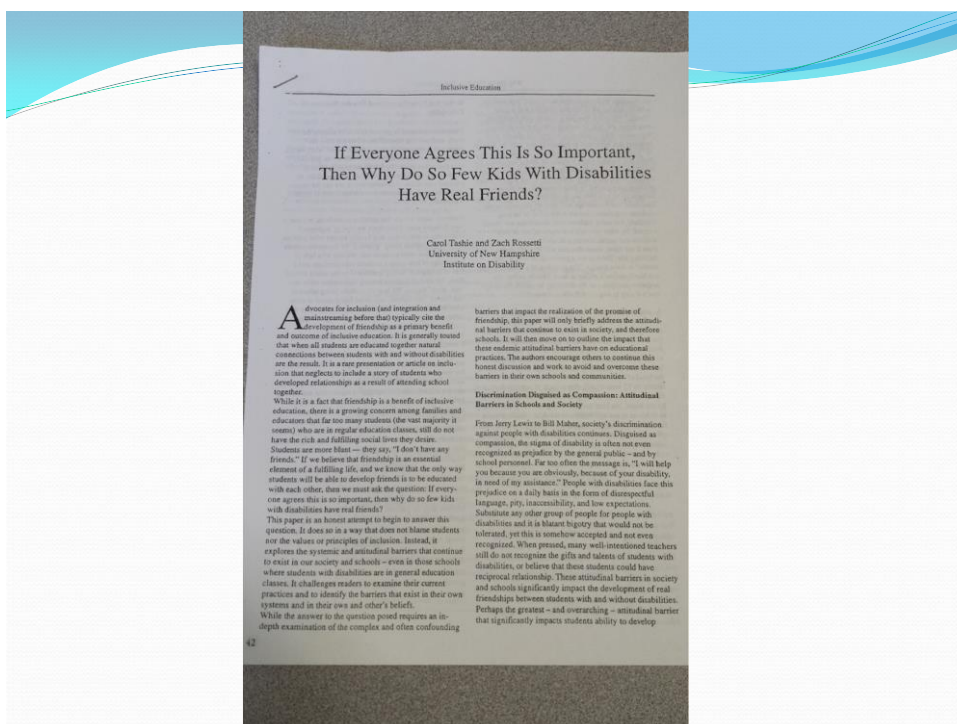 Inclusive Education
If Everyone Agrees This Is So Important,
Then Why Do So Few Kids With Disabilities
Have Real Friends?
Carol Tashie and Zach Rossetti
University of New Hampshire
Institute on Disability
Advocates for inclusion (and integration and
mainstreaming before that) typically cite the
development of friendship as a primary benefit
and outcome of inclusive education. It is generally touted
that when all students are educated together natural
connections between students with and without disabilities
are the result. It is a rare presentation or article on inclu-
sion that neglects to include a story of students who
developed relationships as a result of attending school
together.
While it is a fact that friendship is a benefit of inclusive
education, there is a growing concern among families and
educators that far too many students (the vast majority it
seems) who are in regular education classes, still do not
have the rich and fulfilling social lives they desire.
Students are more blunt — they say, "I don't have any
friends." If we believe that friendship is an essential
element of a fulfilling life, and we know that the only way
students will be able to develop friends is to be educated
with each other, then we must ask the question: If every-
one agrees this is so important, then why do so few kids
with disabilities have real friends?
This paper is an honest attempt to begin to answer this
question. It does so in a way that does not blame students
nor the values or principles of inclusion. Instead, it
explores the systemic and attitudinal barriers that continue
to exist in our society and schools – even in those schools
where students with disabilities are in general education
classes. It challenges readers to examine their current
practices and to identify the barriers that exist in their own
systems and in their own and other's beliefs.
While the answer to the question posed requires an in-
depth examination of the complex and often confounding
barriers that impact the realization of the promise of
friendship, this paper will only briefly address the attitudi-
nal barriers that continue to exist in society, and therefore
schools. It will then move on to outline the impact that
these endemic attitudinal barriers have on educational
practices. The authors encourage others to continue this
honest discussion and work to avoid and overcome these
barriers in their own schools and communities.
Discrimination Disguised as Compassion: Attitudinal
Barriers in Schools and Society
From Jerry Lewis to Bill Maher, society's discrimination
against people with disabilities continues. Disguised as
compassion, the stigma of disability is often not even
recognized as prejudice by the general public – and by
school personnel. Far too often the message is, "I will help
you because you are obviously, because of your disability,
in need of my assistance." People with disabilities face this
prejudice on a daily basis in the form of disrespectful
language, pity, inaccessibility, and low expectations.
Substitute any other group of people for people with
disabilities and it is blatant bigotry that would not be
tolerated, yet this is somehow accepted and not even
recognized. When pressed, many well-intentioned teachers
still do not recognize the gifts and talents of students with
disabilities, or believe that these students could have
reciprocal relationship. These attitudinal barriers in society
and schools significantly impact the development of real
friendships between students with and without disabilities.
Perhaps the greatest – and overarching – attitudinal barrier
that significantly impacts students ability to develop
42